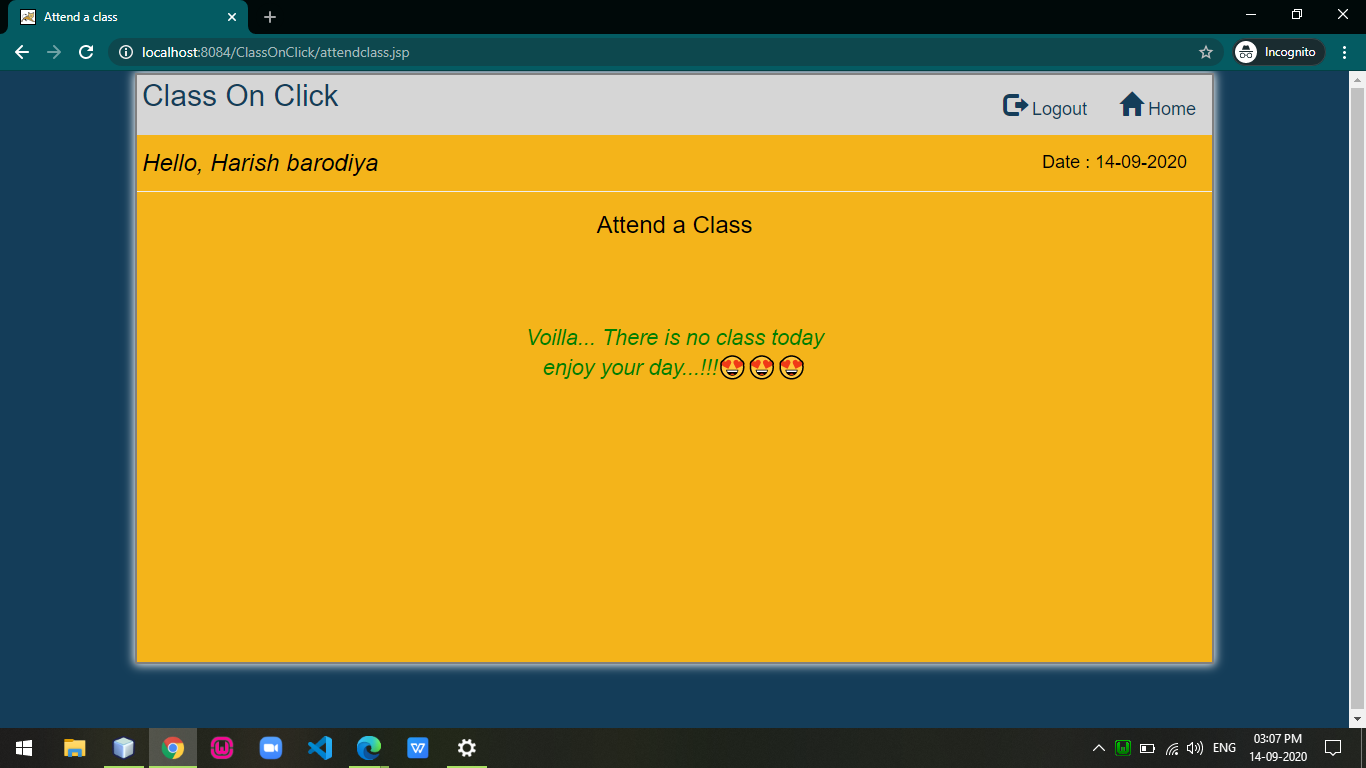 Attend a class
localhost:8084/ClassOnClick/attendclass.jsp
Incognito
Class On Click
Logout
Home
Hello, Harish barodiya
Date : 14-09-2020
Attend a Class
Voilla... There is no class today
enjoy your day...!!!😍😍😍
ENG
03:07 PM
14-09-2020